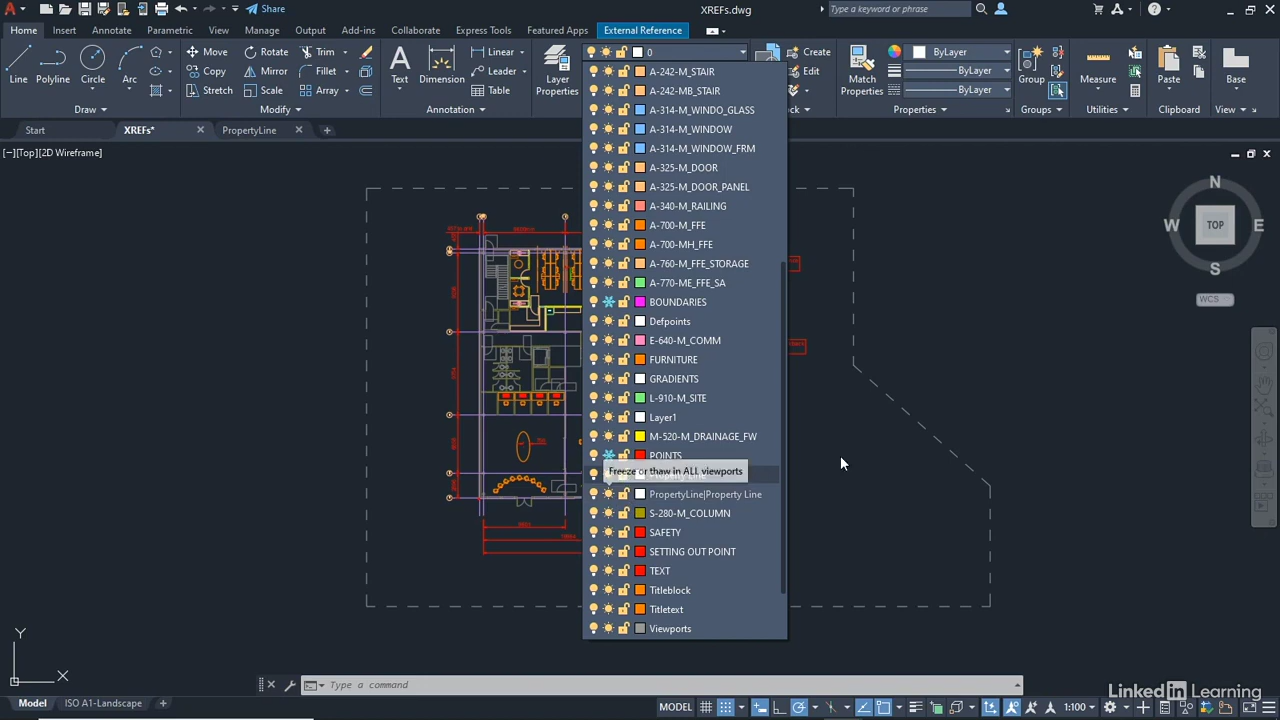 Share
XREFs.dwg
Type a keyword or phrase
Home Insert Annotate Parametric View Manage Output Add-ins Collaborate Express Tools Featured Apps External Reference
Line Polyline Circle Arc
Move Rotate Trim
Copy Mirror Fillet
Stretch Scale Array
Text Dimension
Linear
Leader
Table
Layer Properties
0
Create
Edit
Match Properties
ByLayer
ByLayer
ByLayer
Group
Measure
Paste
Base
Draw Modify Annotation Properties Groups Utilities Clipboard View
Start XREFs* PropertyLine
[−][Top][2D Wireframe]
A-242-M_STAIR
A-242-MB_STAIR
A-314-M_WINDO_GLASS
A-314-M_WINDOW
A-314-M_WINDOW_FRM
A-325-M_DOOR
A-325-M_DOOR_PANEL
A-340-M_RAILING
A-700-M_FFE
A-700-MH_FFE
A-760-M_FFE_STORAGE
A-770-ME_FFE_SA
BOUNDARIES
Defpoints
E-640-M_COMM
FURNITURE
GRADIENTS
L-910-M_SITE
Layer1
M-520-M_DRAINAGE_FW
POINTS
Freeze or thaw in ALL viewports
PropertyLine|Property Line
S-280-M_COLUMN
SAFETY
SETTING OUT POINT
TEXT
Titleblock
Titletext
Viewports
N
W TOP E
S
WCS
Y
X
Type a command
Model ISO A1-Landscape
MODEL
1:100
LinkedIn Learning